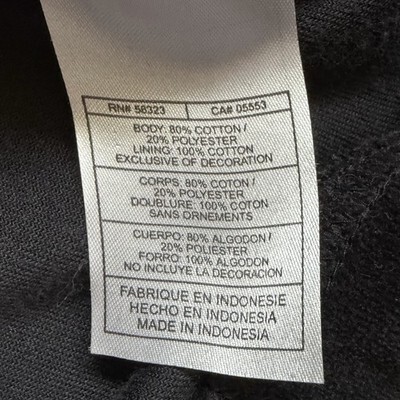 RN# 58323 CA# 05553
BODY: 80% COTTON /
20% POLYESTER
LINING: 100% COTTON
EXCLUSIVE OF DECORATION
CORPS: 80% COTON /
20% POLYESTER
DOUBLURE: 100% COTON
SANS ORNEMENTS
CUERPO: 80% ALGODON /
20% POLIESTER
FORRO: 100% ALGODON
NO INCLUYE LA DECORACION
FABRIQUE EN INDONESIE
HECHO EN INDONESIA
MADE IN INDONESIA